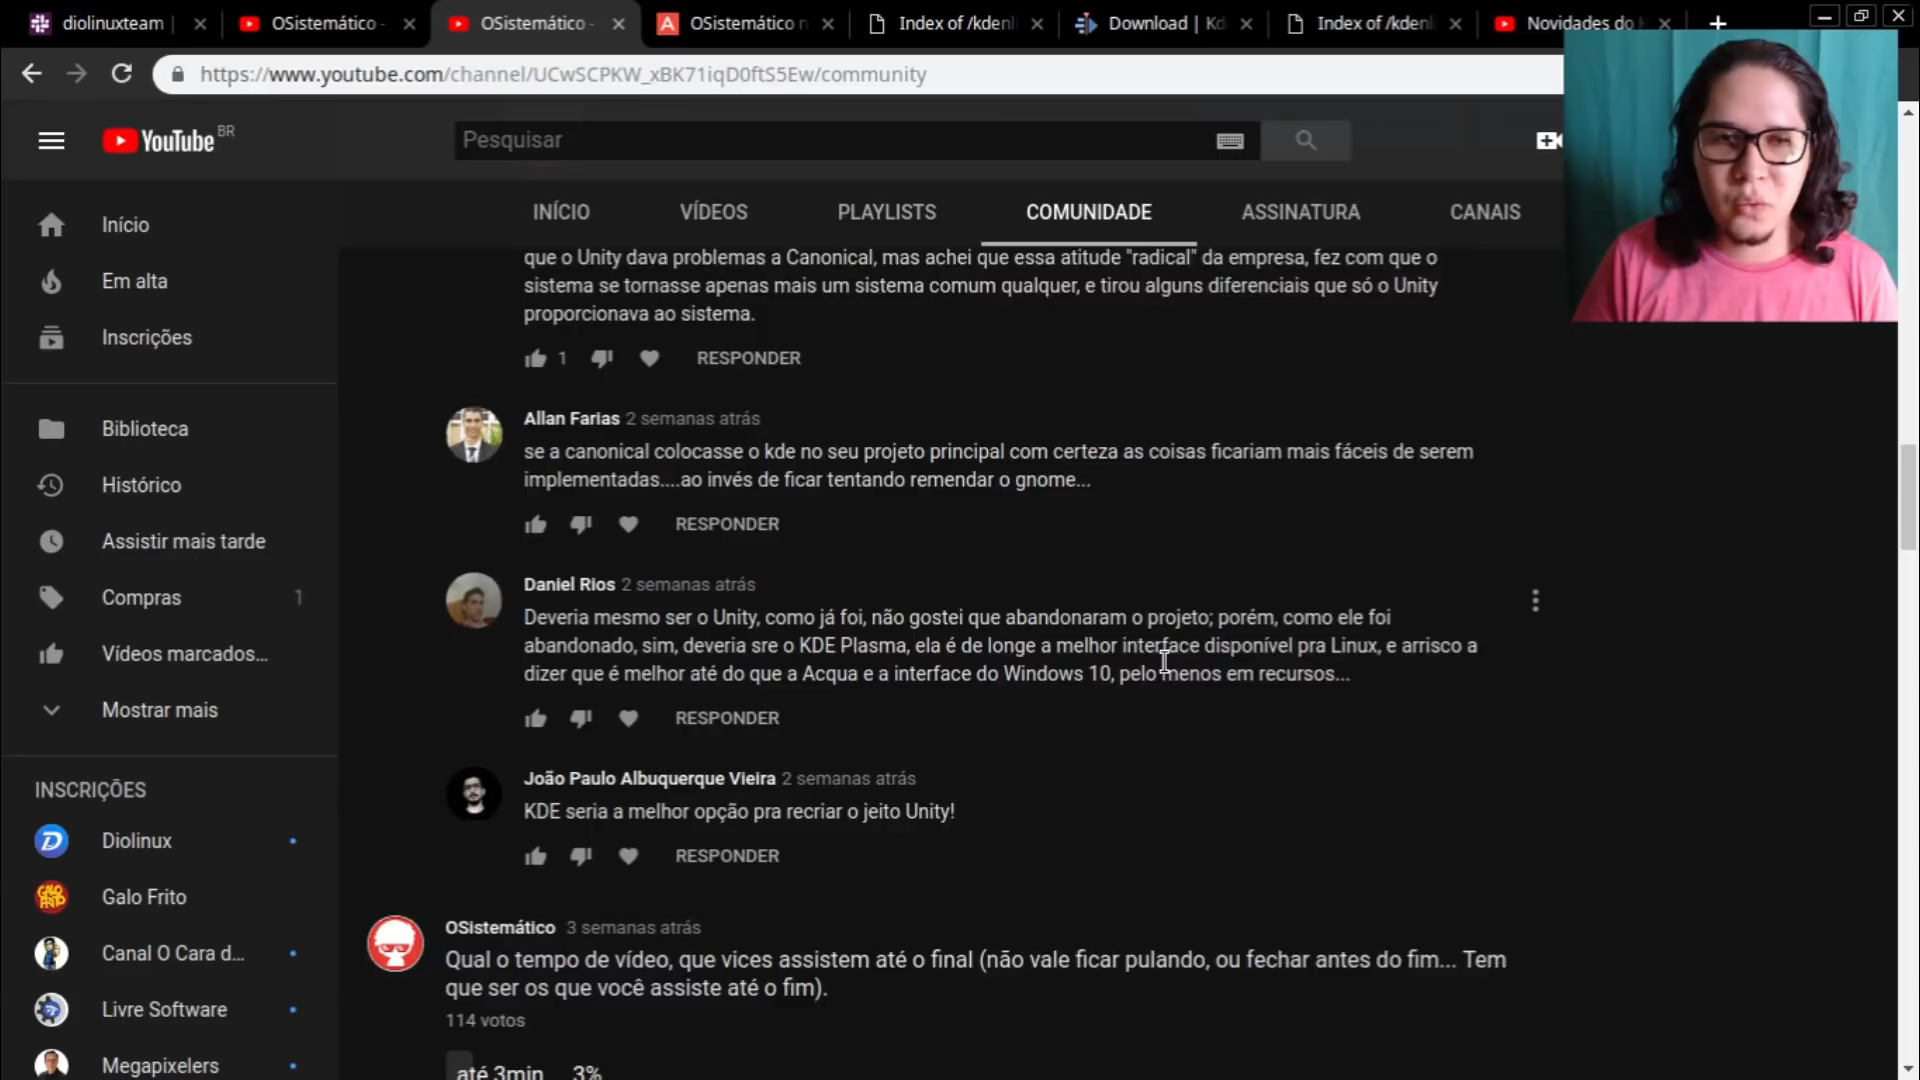 diolinuxteam |
OSistemático -
OSistemático -
OSistemático n
Index of /kdenl
Download | Kd
Index of /kdenl
Novidades do
https://www.youtube.com/channel/UCwSCPKW_xBK71iqD0ftS5Ew/community
YouTube BR
Pesquisar
INÍCIO VÍDEOS PLAYLISTS COMUNIDADE ASSINATURA CANAIS
Início
Em alta
Inscrições
Biblioteca
Histórico
Assistir mais tarde
Compras 1
Vídeos marcados...
Mostrar mais
INSCRIÇÕES
Diolinux
GALO FRITO
Galo Frito
Canal O Cara d...
Livre Software
Megapixelers
que o Unity dava problemas a Canonical, mas achei que essa atitude "radical" da empresa, fez com que o
sistema se tornasse apenas mais um sistema comum qualquer, e tirou alguns diferenciais que só o Unity
proporcionava ao sistema.
1 RESPONDER
Allan Farias 2 semanas atrás
se a canonical colocasse o kde no seu projeto principal com certeza as coisas ficariam mais fáceis de serem
implementadas....ao invés de ficar tentando remendar o gnome...
RESPONDER
Daniel Rios 2 semanas atrás
Deveria mesmo ser o Unity, como já foi, não gostei que abandonaram o projeto; porém, como ele foi
abandonado, sim, deveria sre o KDE Plasma, ela é de longe a melhor interface disponível pra Linux, e arrisco a
dizer que é melhor até do que a Acqua e a interface do Windows 10, pelo menos em recursos...
RESPONDER
João Paulo Albuquerque Vieira 2 semanas atrás
KDE seria a melhor opção pra recriar o jeito Unity!
RESPONDER
OSistemático 3 semanas atrás
Qual o tempo de vídeo, que vices assistem até o final (não vale ficar pulando, ou fechar antes do fim... Tem
que ser os que você assiste até o fim).
114 votos
até 3min 3%